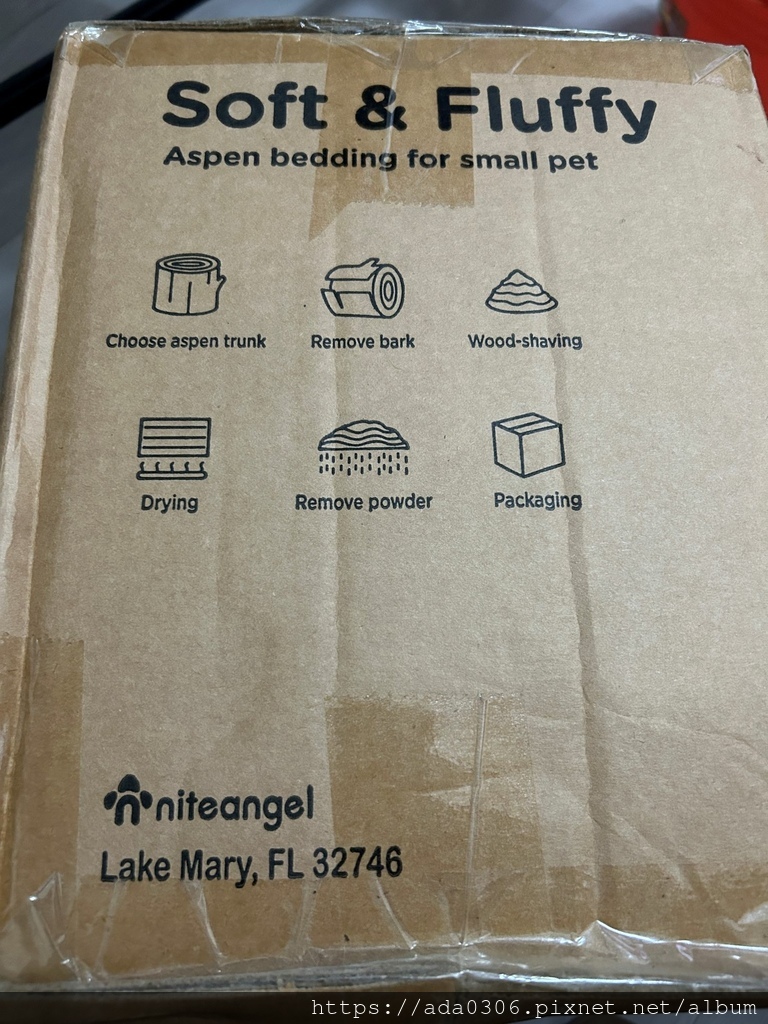 Soft & Fluffy
Aspen bedding for small pet
Choose aspen trunk
Remove bark
Wood-shaving
Drying
Remove powder
Packaging
niteangel
Lake Mary, FL 32746
https://ada0306.pixnet.net/album